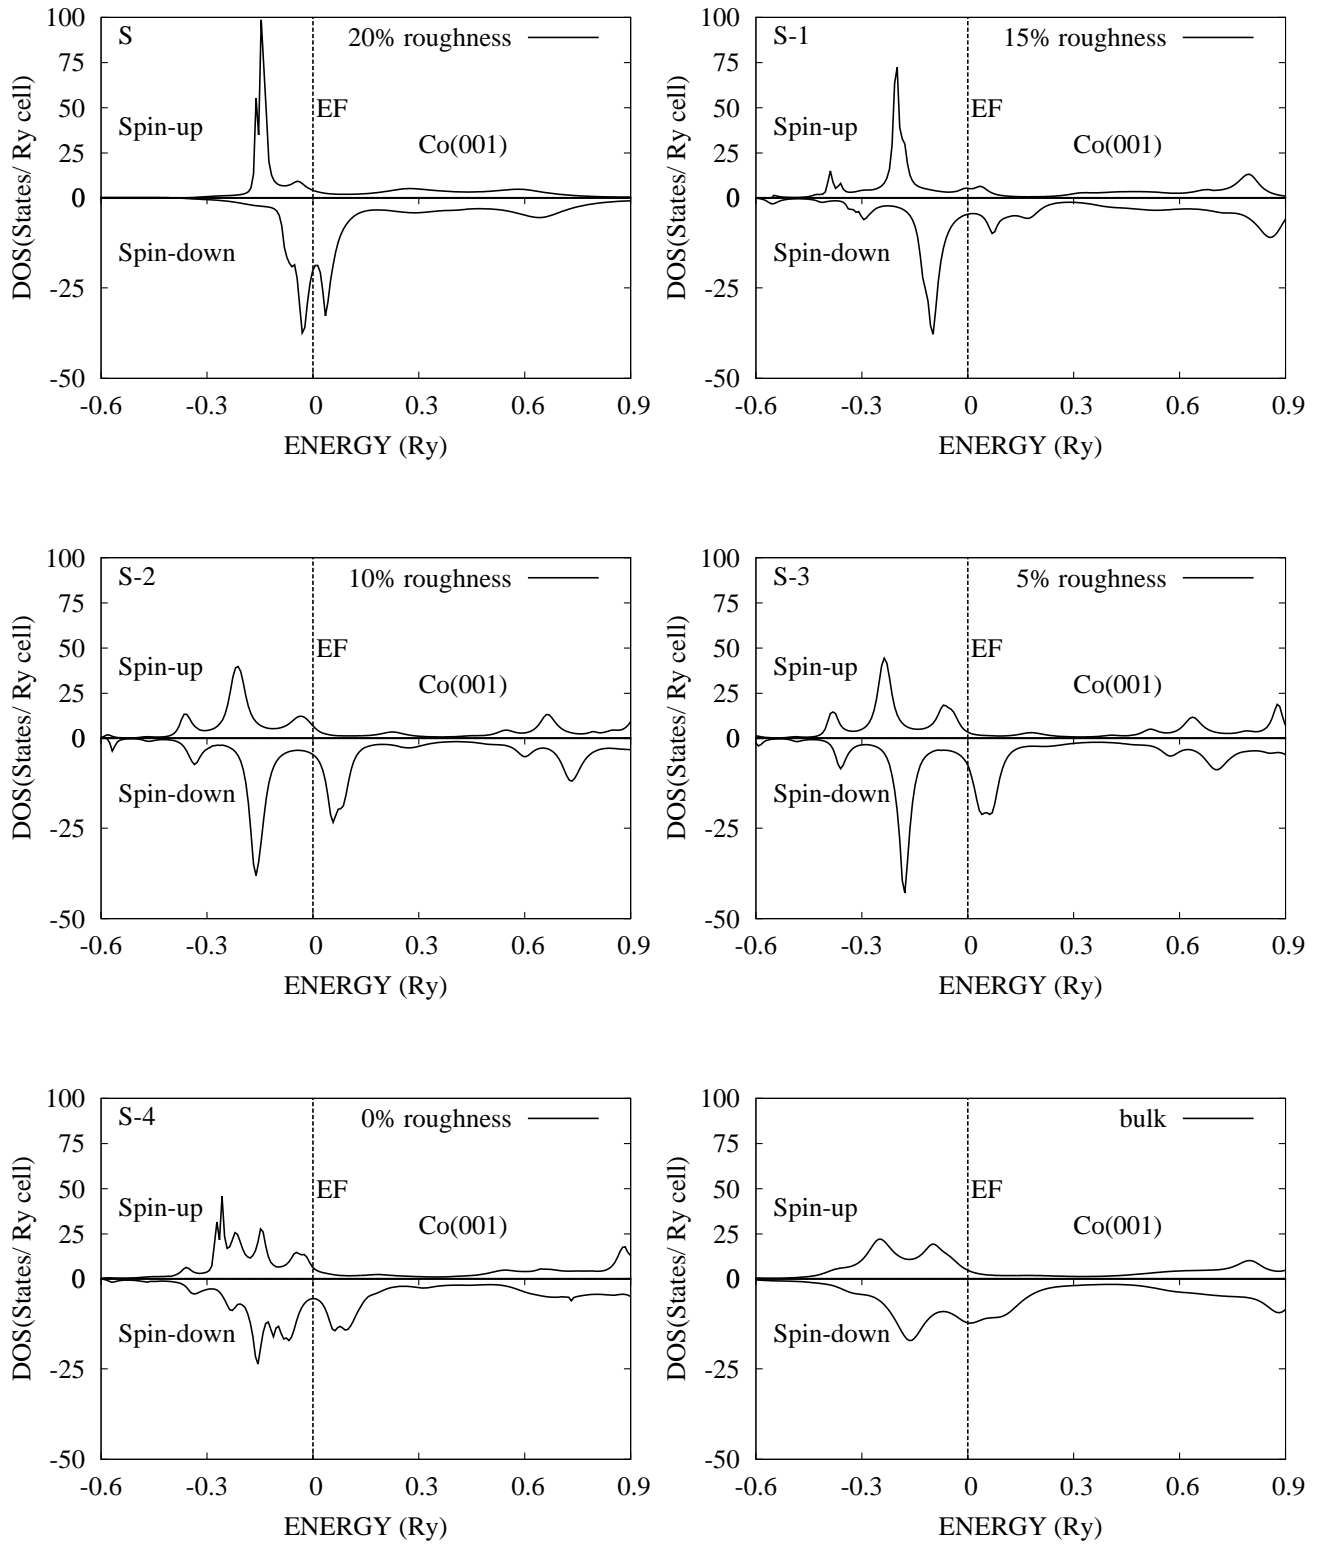 100
75
50
25
0
-25
-50
DOS(States/ Ry cell)
S
20% roughness
Spin-up
EF
Co(001)
Spin-down
-0.6 -0.3 0 0.3 0.6 0.9
ENERGY (Ry)
100
75
50
25
0
-25
-50
DOS(States/ Ry cell)
S-1
15% roughness
Spin-up
EF
Co(001)
Spin-down
-0.6 -0.3 0 0.3 0.6 0.9
ENERGY (Ry)
100
75
50
25
0
-25
-50
DOS(States/ Ry cell)
S-2
10% roughness
Spin-up
EF
Co(001)
Spin-down
-0.6 -0.3 0 0.3 0.6 0.9
ENERGY (Ry)
100
75
50
25
0
-25
-50
DOS(States/ Ry cell)
S-3
5% roughness
Spin-up
EF
Co(001)
Spin-down
-0.6 -0.3 0 0.3 0.6 0.9
ENERGY (Ry)
100
75
50
25
0
-25
-50
DOS(States/ Ry cell)
S-4
0% roughness
Spin-up
EF
Co(001)
Spin-down
-0.6 -0.3 0 0.3 0.6 0.9
ENERGY (Ry)
100
75
50
25
0
-25
-50
DOS(States/ Ry cell)
bulk
Spin-up
EF
Co(001)
Spin-down
-0.6 -0.3 0 0.3 0.6 0.9
ENERGY (Ry)